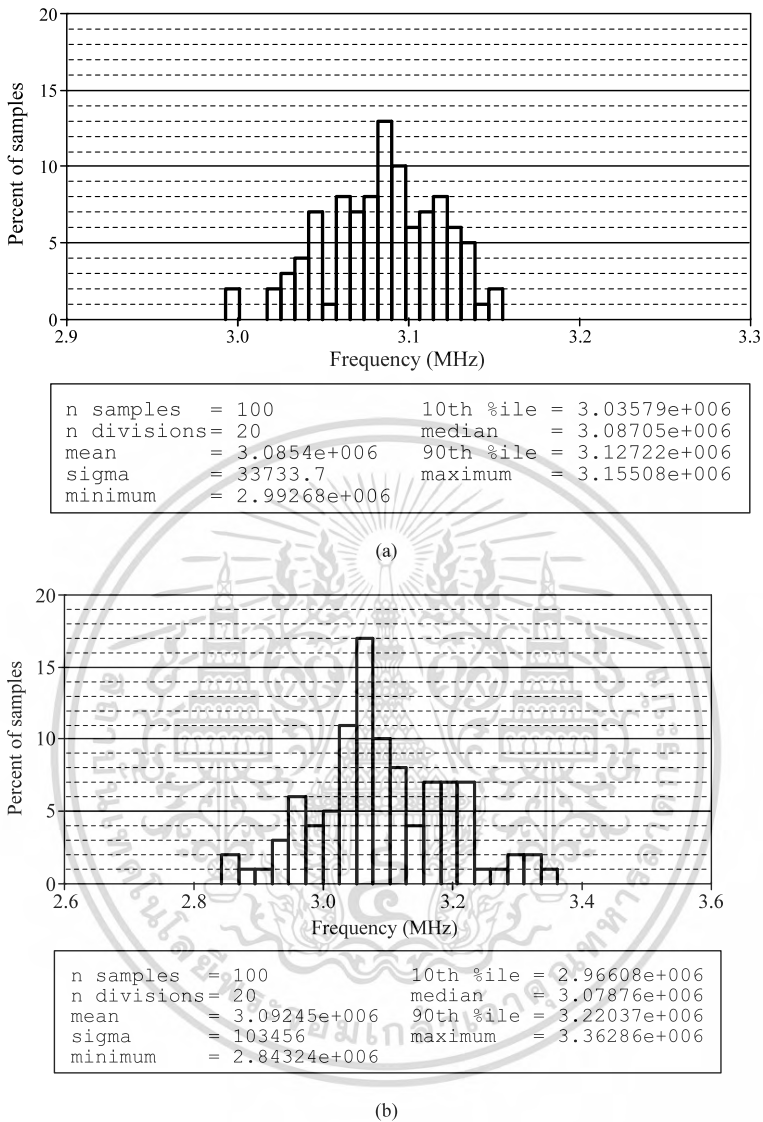 20
15
10
5
0
Percent of samples
2.9 3.0 3.1 3.2 3.3
Frequency (MHz)
n samples = 100 10th %ile = 3.03579e+006
n divisions= 20 median = 3.08705e+006
mean = 3.0854e+006 90th %ile = 3.12722e+006
sigma = 33733.7 maximum = 3.15508e+006
minimum = 2.99268e+006
(a)
20
15
10
5
0
Percent of samples
2.6 2.8 3.0 3.2 3.4 3.6
Frequency (MHz)
n samples = 100 10th %ile = 2.96608e+006
n divisions= 20 median = 3.07876e+006
mean = 3.09245e+006 90th %ile = 3.22037e+006
sigma = 103456 maximum = 3.36286e+006
minimum = 2.84324e+006
(b)